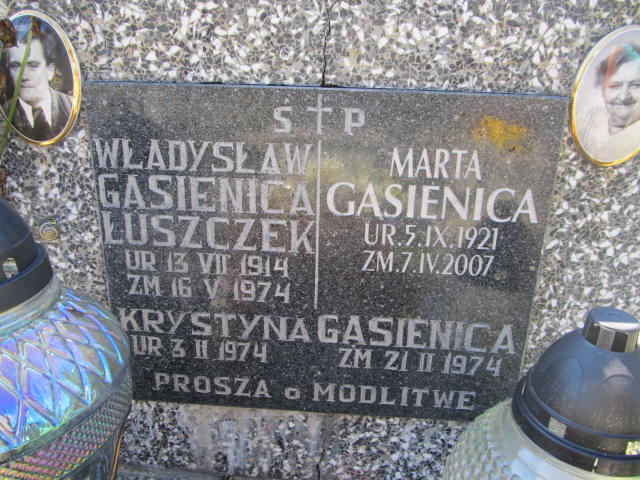 Ś P
WŁADYSŁAW
GĄSIENICA
ŁUSZCZEK
UR 13 VII 1914
ZM 16 V 1974
MARTA
GĄSIENICA
UR.5.IX.1921
ZM.7.IV.2007
KRYSTYNA GĄSIENICA
UR 3 II 1974 ZM 21 II 1974
PROSZĄ o MODLITWĘ